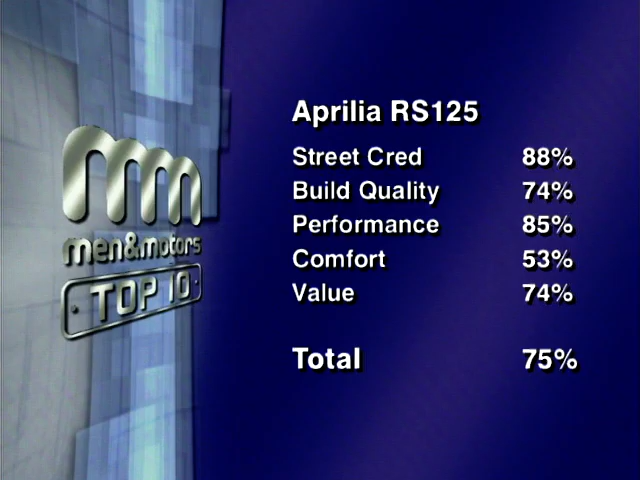 men&motors
TOP 10
Aprilia RS125
Street Cred 88%
Build Quality 74%
Performance 85%
Comfort 53%
Value 74%
Total 75%